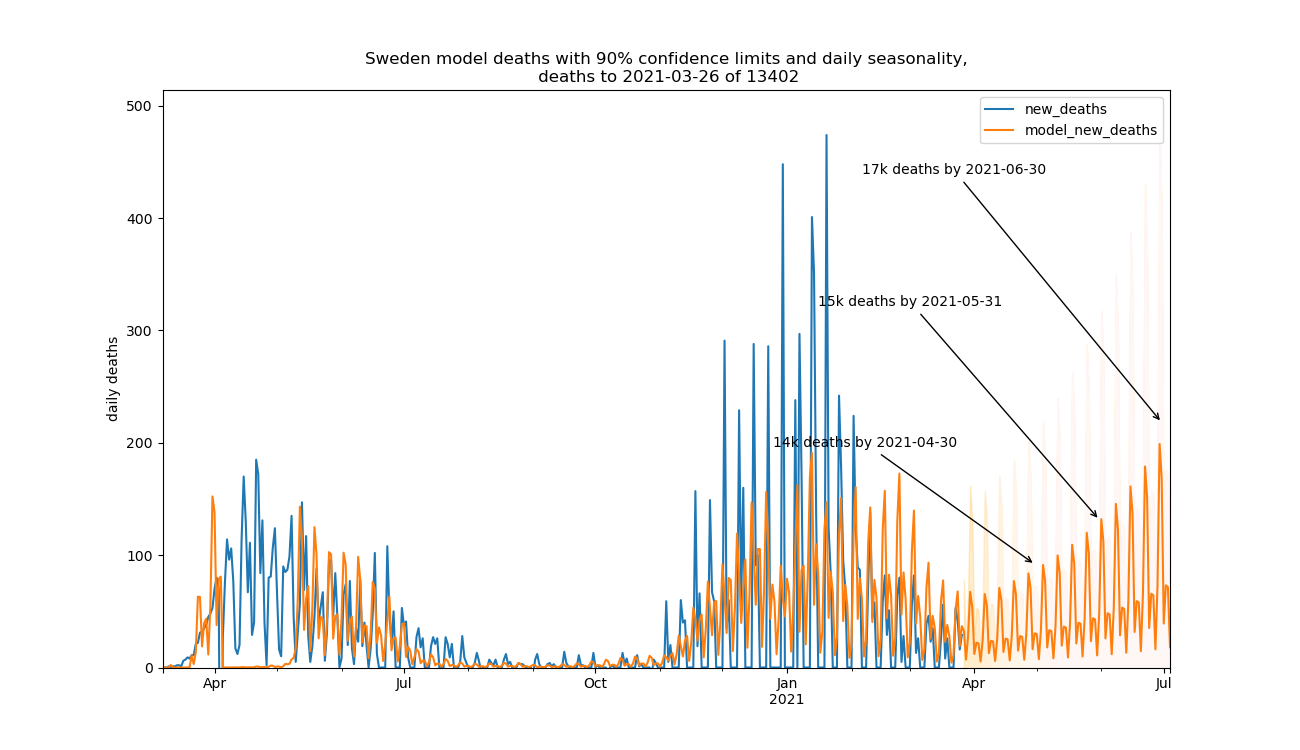 Sweden model deaths with 90% confidence limits and daily seasonality,
deaths to 2021-03-26 of 13402
new_deaths
model_new_deaths
17k deaths by 2021-06-30
15k deaths by 2021-05-31
14k deaths by 2021-04-30
daily deaths
500
400
300
200
100
0
Apr
Jul
Oct
Jan
2021
Apr
Jul